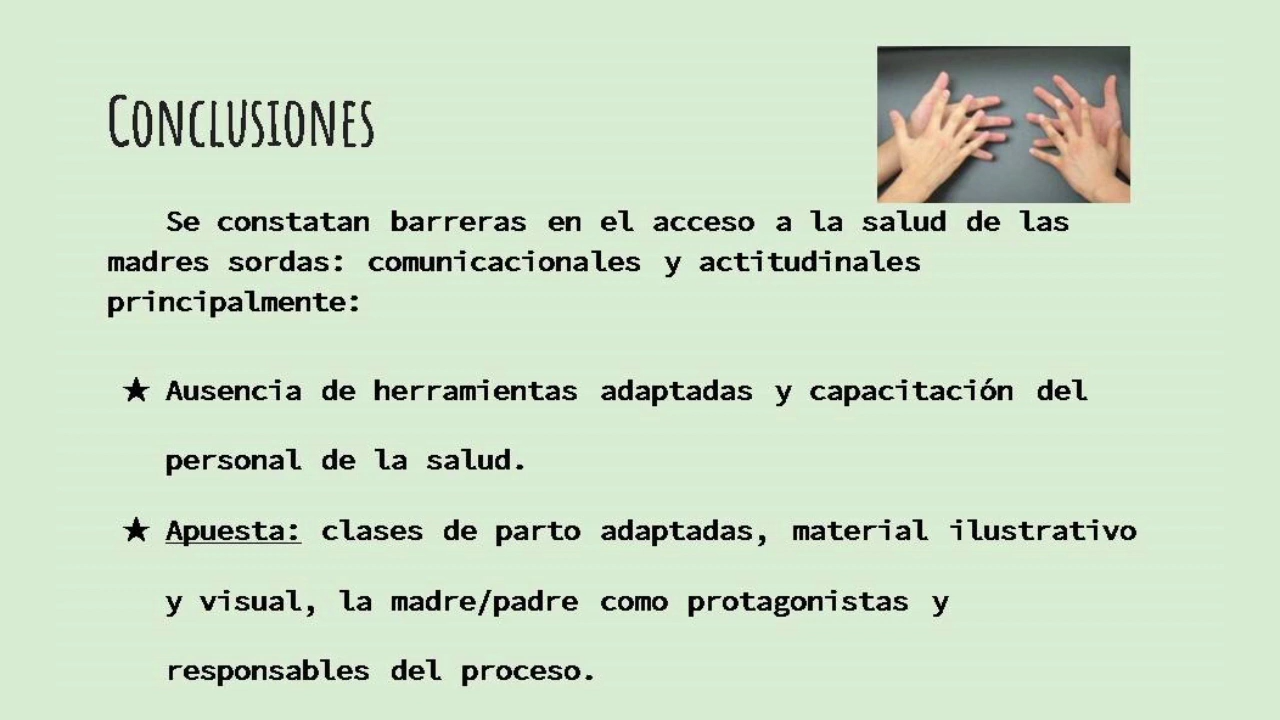 Conclusiones
Se constatan barreras en el acceso a la salud de las
madres sordas: comunicacionales y actitudinales
principalmente:
★ Ausencia de herramientas adaptadas y capacitación del
personal de la salud.
★ Apuesta: clases de parto adaptadas, material ilustrativo
y visual, la madre/padre como protagonistas y
responsables del proceso.